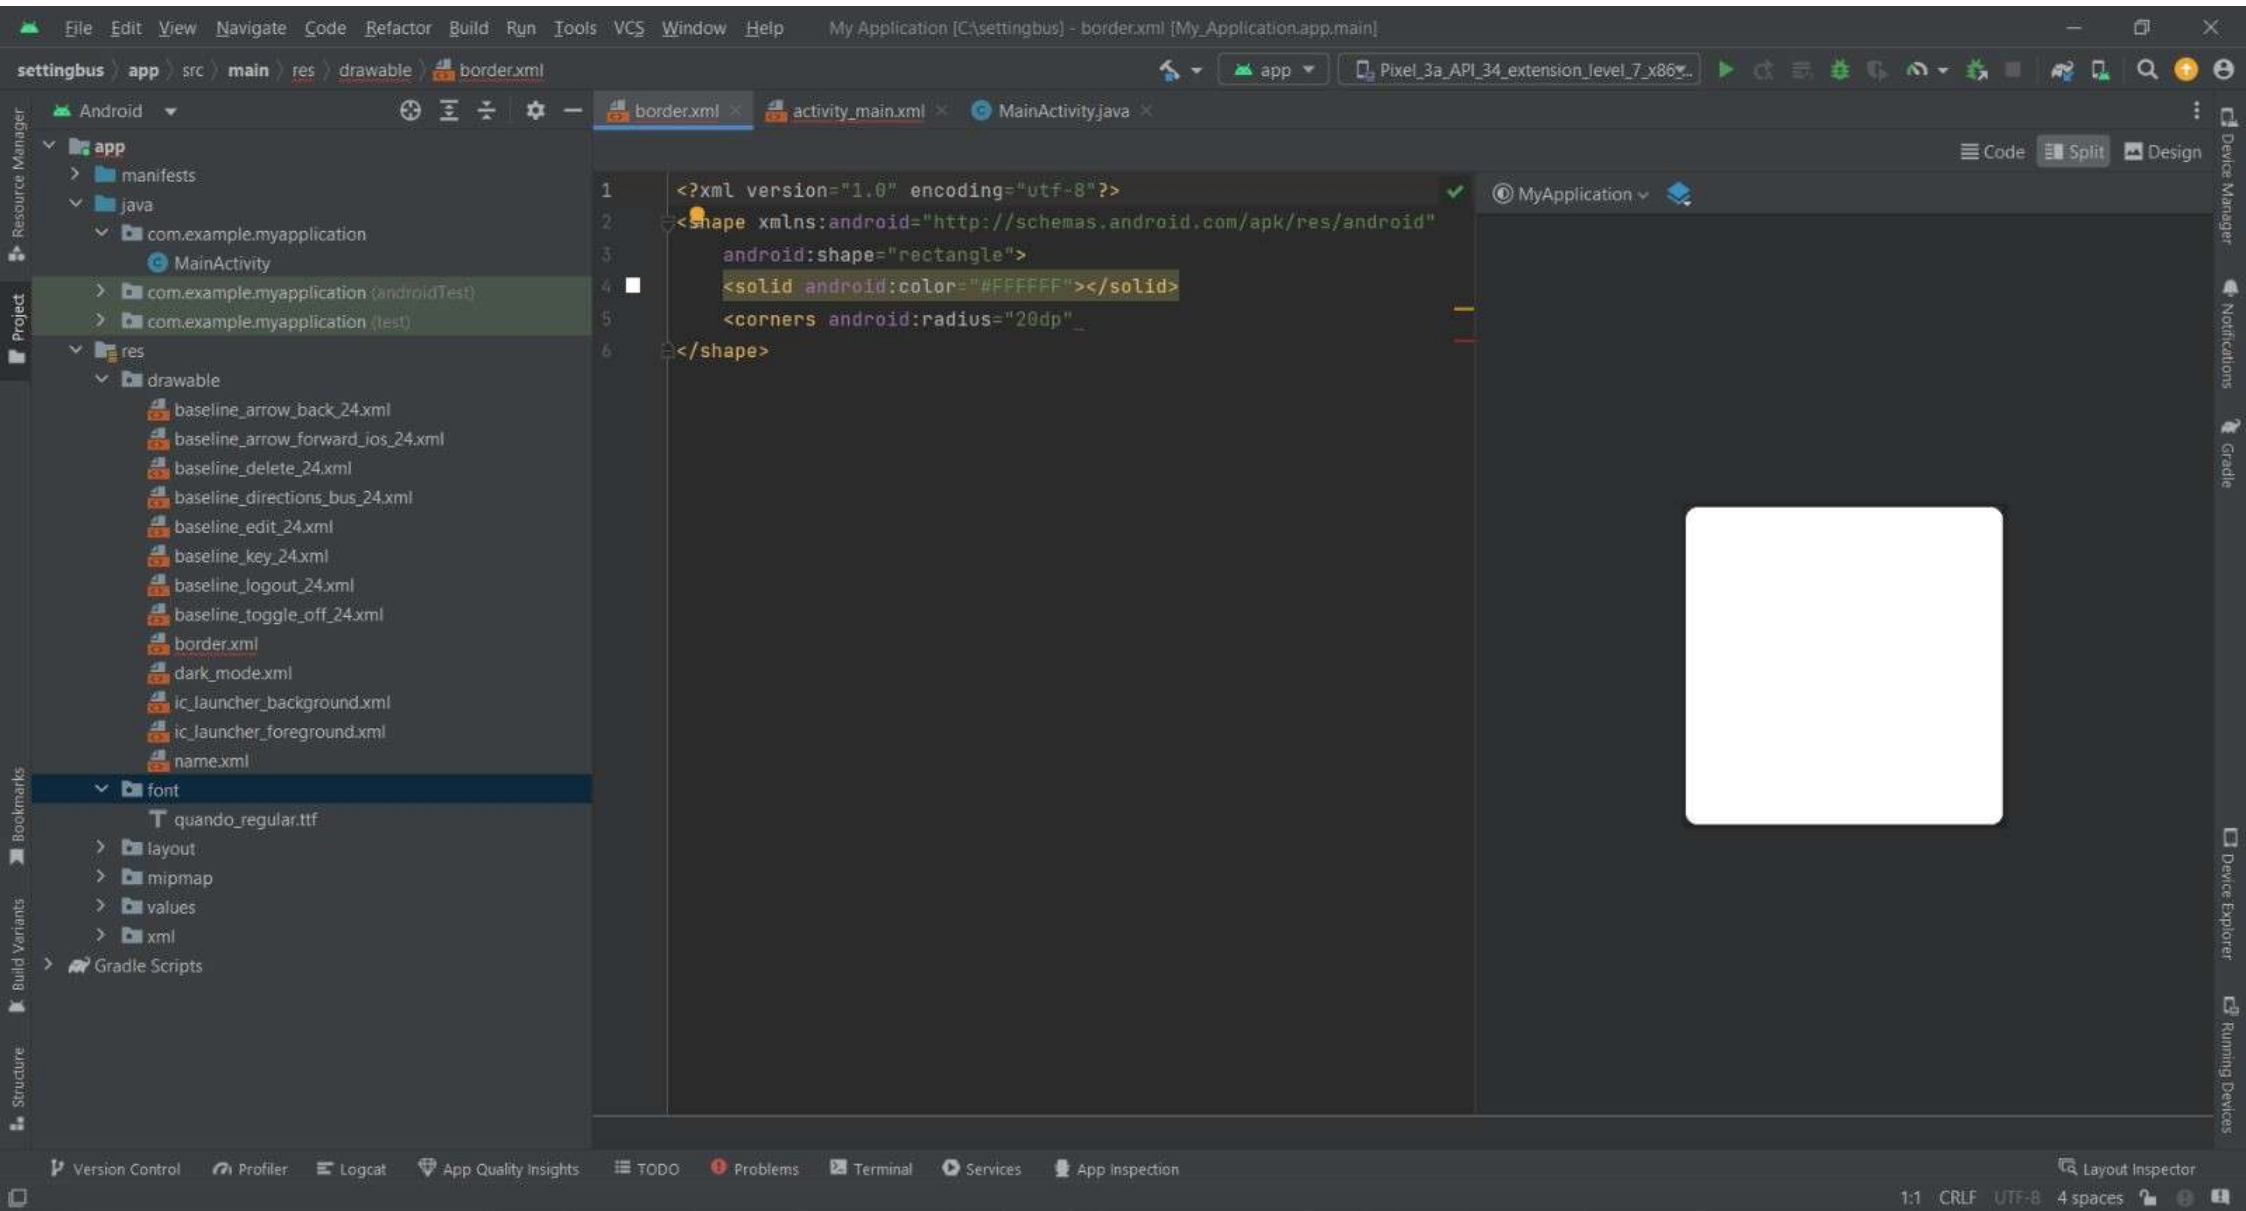 File Edit View Navigate Code Refactor Build Run Tools VCS Window Help My Application [C:\settingbus] - border.xml [My_Application.app.main]
settingbus app src main res drawable border.xml app Pixel_3a_API_34_extension_level_7_x86...
Android border.xml activity_main.xml MainActivity.java
Code Split Design
MyApplication
app
manifests
java
com.example.myapplication
MainActivity
com.example.myapplication (androidTest)
com.example.myapplication (test)
res
drawable
baseline_arrow_back_24.xml
baseline_arrow_forward_ios_24.xml
baseline_delete_24.xml
baseline_directions_bus_24.xml
baseline_edit_24.xml
baseline_key_24.xml
baseline_logout_24.xml
baseline_toggle_off_24.xml
border.xml
dark_mode.xml
ic_launcher_background.xml
ic_launcher_foreground.xml
name.xml
font
quando_regular.ttf
layout
mipmap
values
xml
Gradle Scripts
1 <?xml version="1.0" encoding="utf-8"?>
2 <shape xmlns:android="http://schemas.android.com/apk/res/android"
3 android:shape="rectangle">
4 <solid android:color="#FFFFFF"></solid>
5 <corners android:radius="20dp"
6 </shape>
Resource Manager
Project
Bookmarks
Build Variants
Structure
Device Manager
Notifications
Gradle
Device Explorer
Running Devices
Version Control Profiler Logcat App Quality Insights TODO Problems Terminal Services App Inspection Layout Inspector
1:1 CRLF UTF-8 4 spaces